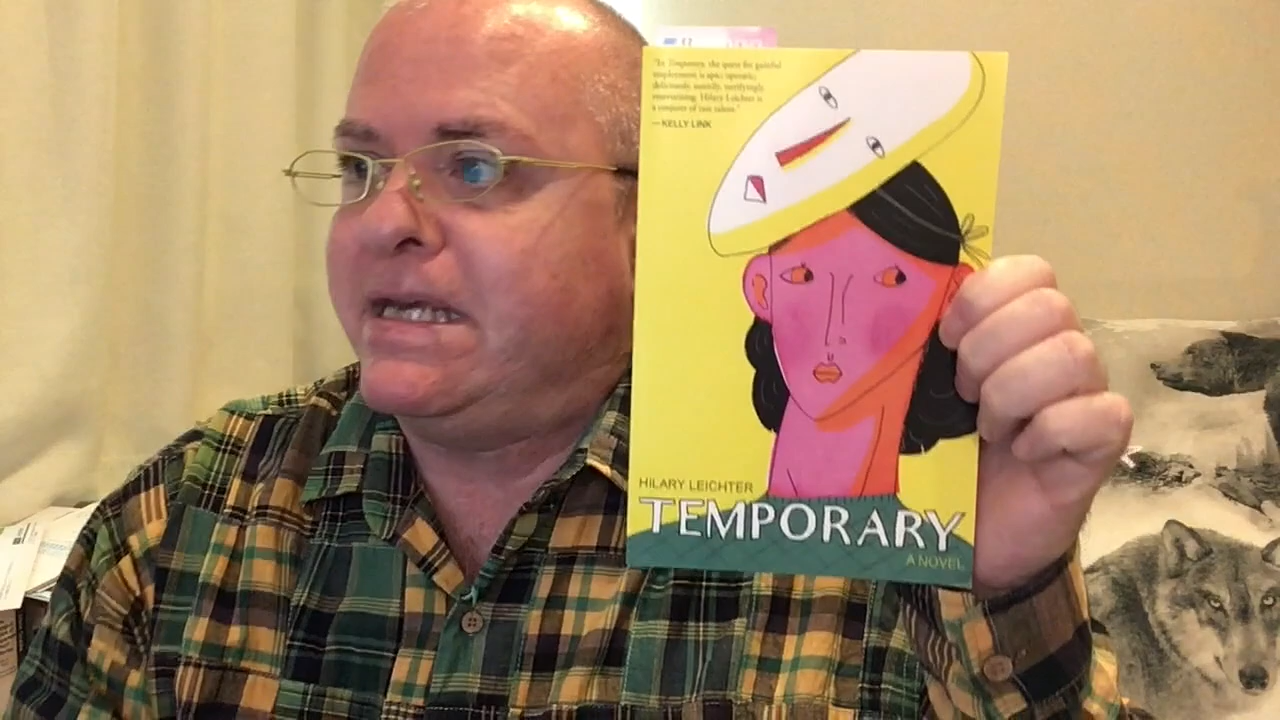 "In Temporary, the quest for gainful
employment is epic: operatic,
deliciously unruly, terrifyingly
entertaining. Hilary Leichter is
a conjurer of rare talent."
—KELLY LINK
HILARY LEICHTER
TEMPORARY
A NOVEL